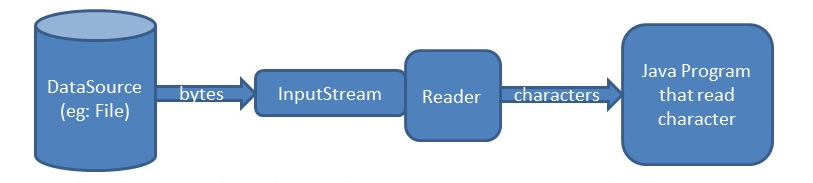 DataSource
(eg: File)
bytes
InputStream
Reader
characters
Java Program
that read
character